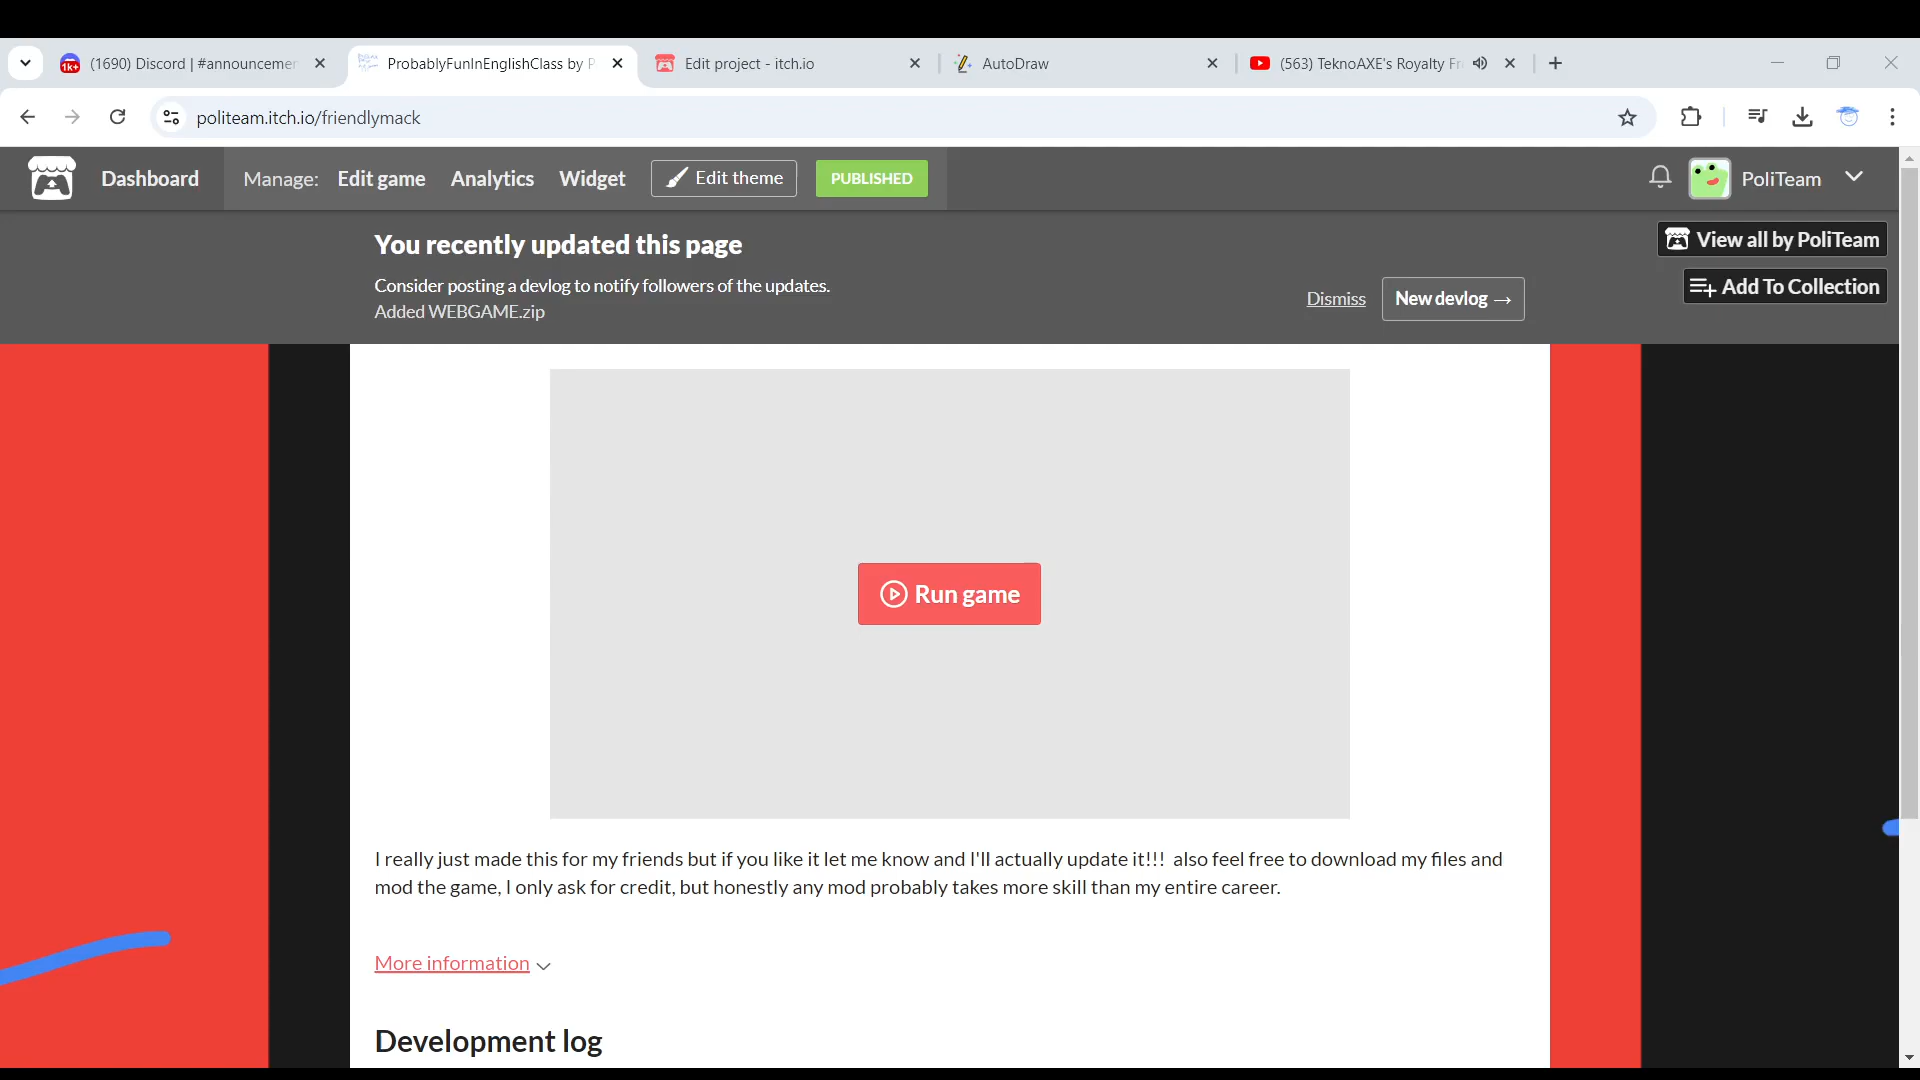 (1690) Discord | #announcemen
ProbablyFunInEnglishClass by P
Edit project - itch.io
AutoDraw
(563) TeknoAXE's Royalty Fr
politeam.itch.io/friendlymack
Dashboard
Manage:
Edit game
Analytics
Widget
Edit theme
PUBLISHED
PoliTeam
You recently updated this page
View all by PoliTeam
Consider posting a devlog to notify followers of the updates.
Added WEBGAME.zip
Dismiss
New devlog →
Add To Collection
Run game
I really just made this for my friends but if you like it let me know and I'll actually update it!!!  also feel free to download my files and
mod the game, I only ask for credit, but honestly any mod probably takes more skill than my entire career.
More information
Development log